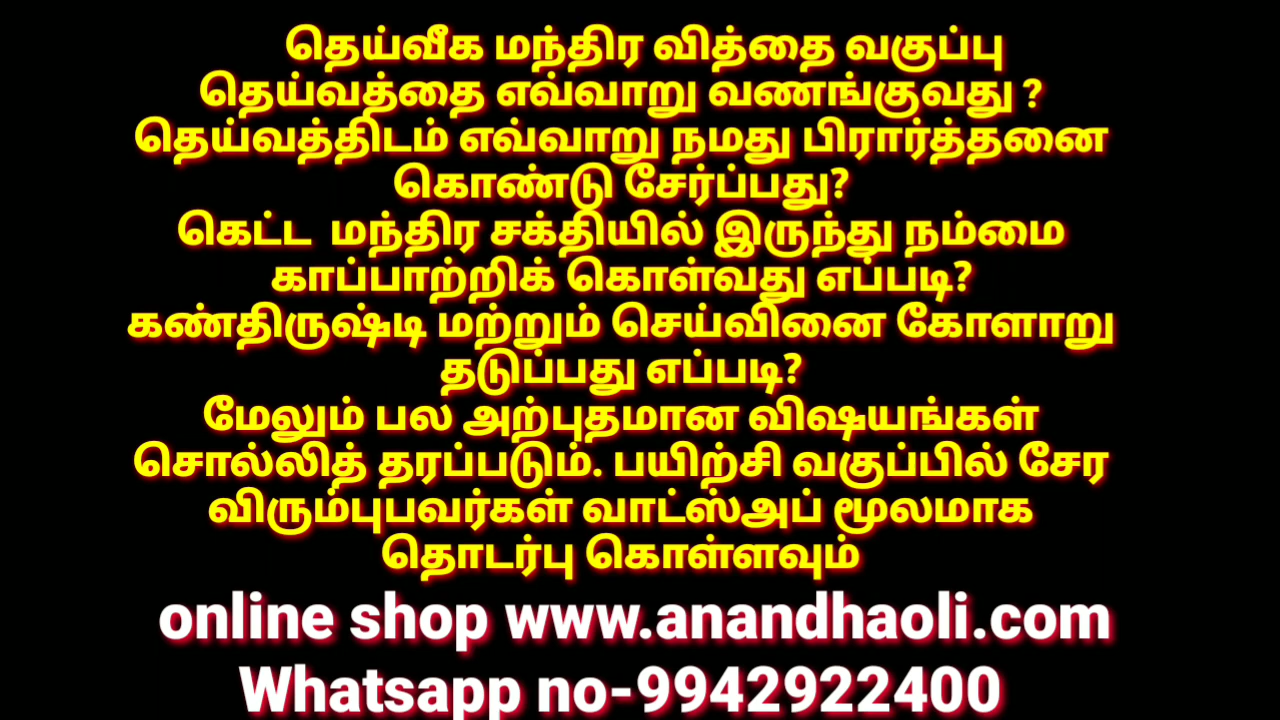 தெய்வீக மந்திர வித்தை வகுப்பு
தெய்வத்தை எவ்வாறு வணங்குவது ?
தெய்வத்திடம் எவ்வாறு நமது பிரார்த்தனை
கொண்டு சேர்ப்பது?
கெட்ட மந்திர சக்தியில் இருந்து நம்மை
காப்பாற்றிக் கொள்வது எப்படி?
கண்திருஷ்டி மற்றும் செய்வினை கோளாறு
தடுப்பது எப்படி?
மேலும் பல அற்புதமான விஷயங்கள்
சொல்லித் தரப்படும். பயிற்சி வகுப்பில் சேர
விரும்புபவர்கள் வாட்ஸ்அப் மூலமாக
தொடர்பு கொள்ளவும்
online shop www.anandhaoli.com
Whatsapp no-9942922400